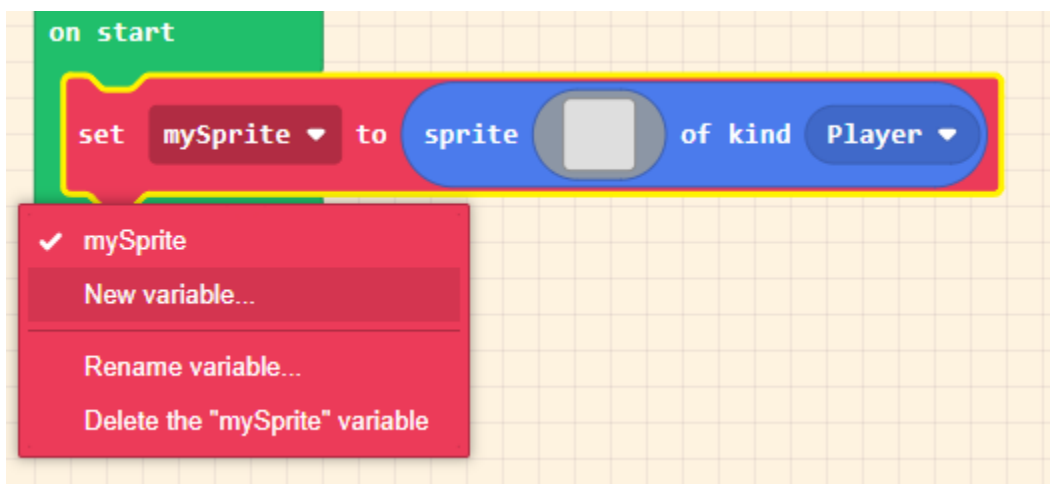 on start
set mySprite to sprite of kind Player
mySprite
New variable...
Rename variable...
Delete the "mySprite" variable